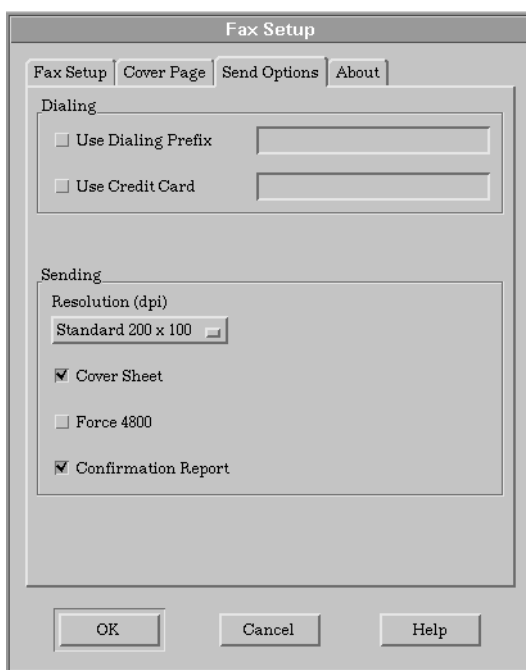 Fax Setup
Fax Setup Cover Page Send Options About
Dialing
Use Dialing Prefix
Use Credit Card
Sending
Resolution (dpi)
Standard 200 x 100
Cover Sheet
Force 4800
Confirmation Report
OK Cancel Help